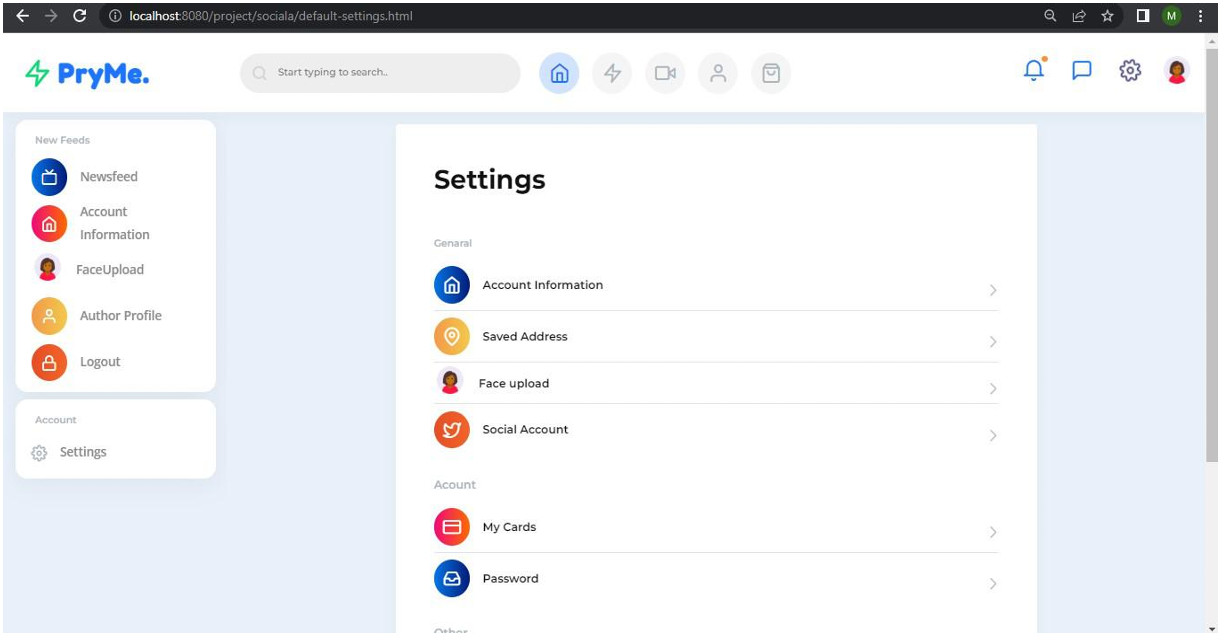 localhost:8080/project/sociala/default-settings.html
M
PryMe.
Start typing to search..
New Feeds
Newsfeed
Account
Information
FaceUpload
Author Profile
Logout
Account
Settings
Settings
Genaral
Account Information
Saved Address
Face upload
Social Account
Acount
My Cards
Password
Other